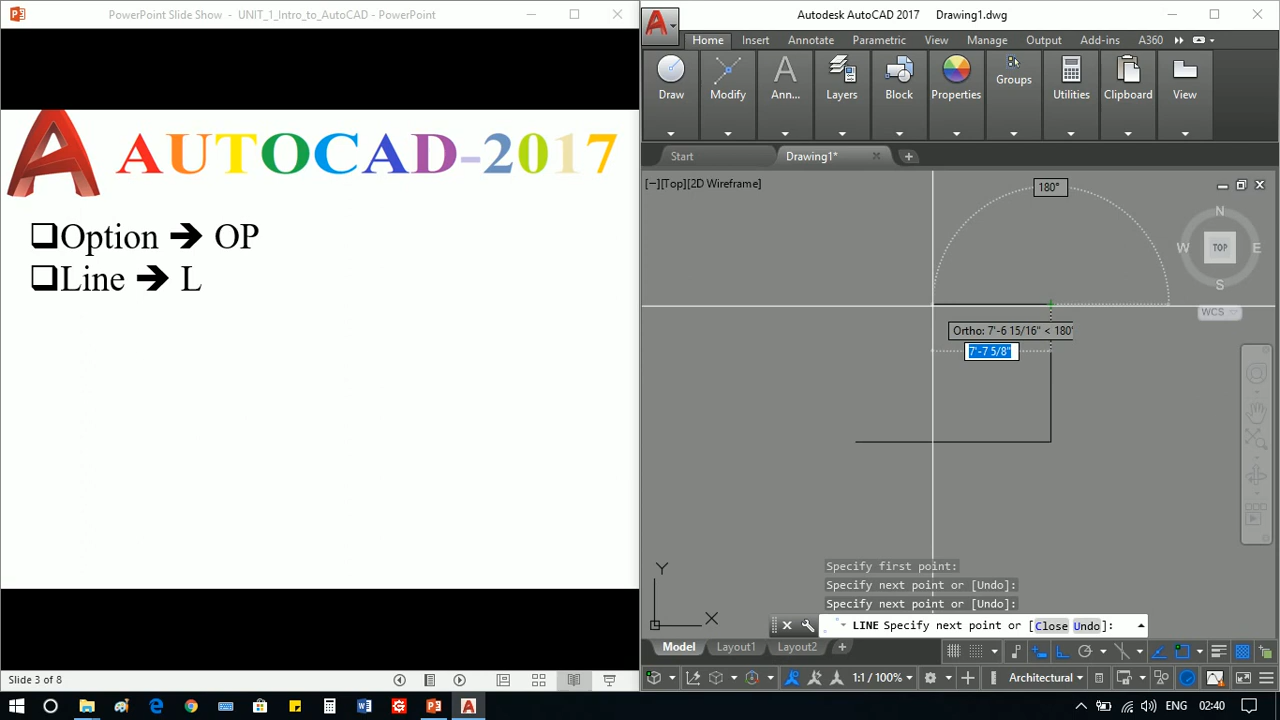 PowerPoint Slide Show - UNIT_1_Intro_to_AutoCAD - PowerPoint
AUTOCAD-2017
Option ➔ OP
Line ➔ L
Slide 3 of 8
Autodesk AutoCAD 2017 Drawing1.dwg
Home Insert Annotate Parametric View Manage Output Add-ins A360
Draw Modify Ann... Layers Block Properties Groups Utilities Clipboard View
Start Drawing1*
[−][Top][2D Wireframe]
180°
N
W TOP E
S
WCS
Ortho: 7'-6 15/16" < 180°
7'-7 5/8"
Y
X
Specify first point:
Specify next point or [Undo]:
Specify next point or [Undo]:
LINE Specify next point or [Close Undo]:
Model Layout1 Layout2
1:1 / 100% Architectural
ENG 02:40